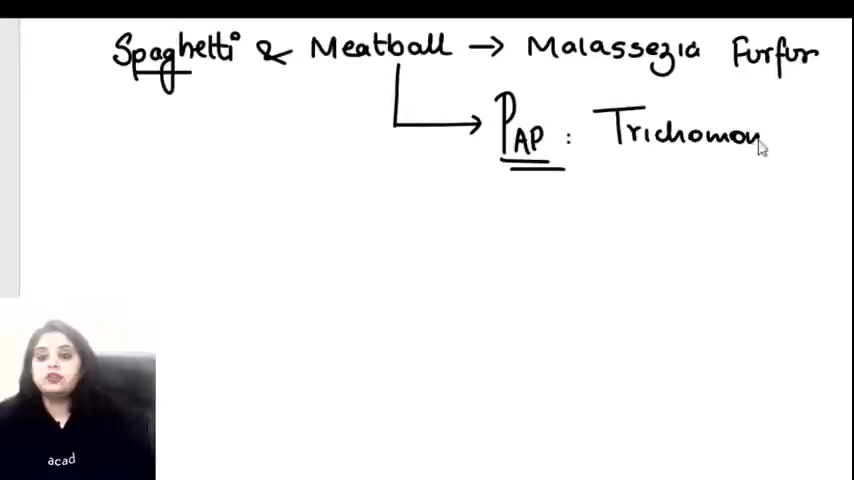 Spaghetti & Meatball → Malassezia Furfur
PAP : Trichomon
acad